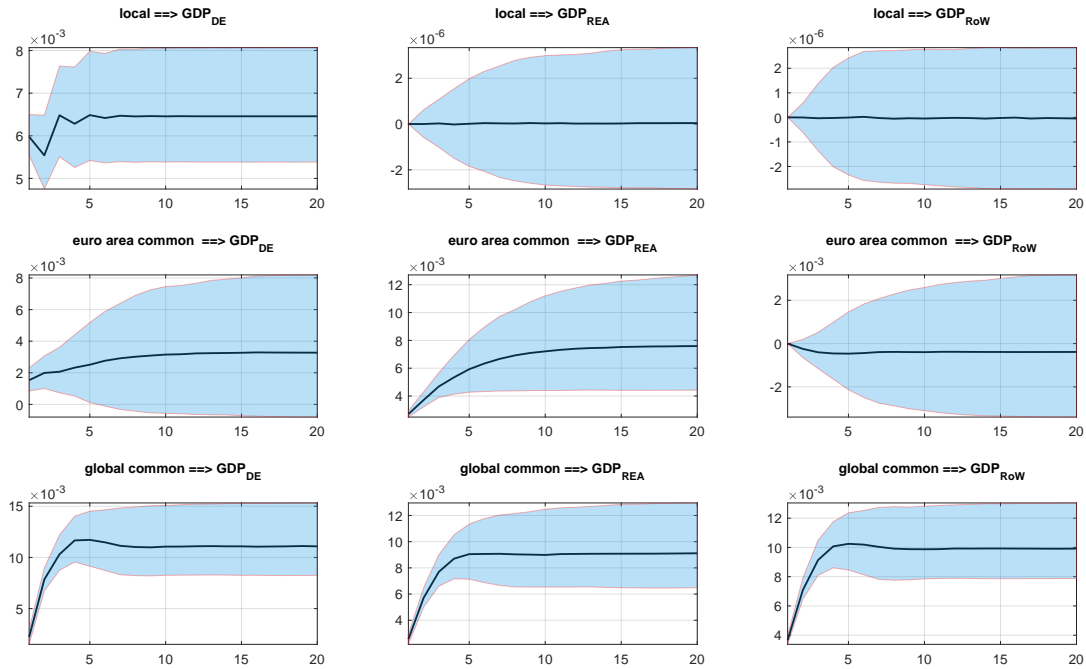 local ==> GDP_DE
×10^-3
8
7
6
5
5 10 15 20
local ==> GDP_REA
×10^-6
2
0
-2
5 10 15 20
local ==> GDP_RoW
×10^-6
2
1
0
-1
-2
5 10 15 20
euro area common ==> GDP_DE
×10^-3
8
6
4
2
0
5 10 15 20
euro area common ==> GDP_REA
×10^-3
12
10
8
6
4
5 10 15 20
euro area common ==> GDP_RoW
×10^-3
2
0
-2
5 10 15 20
global common ==> GDP_DE
×10^-3
15
10
5
5 10 15 20
global common ==> GDP_REA
×10^-3
12
10
8
6
4
5 10 15 20
global common ==> GDP_RoW
×10^-3
12
10
8
6
4
5 10 15 20